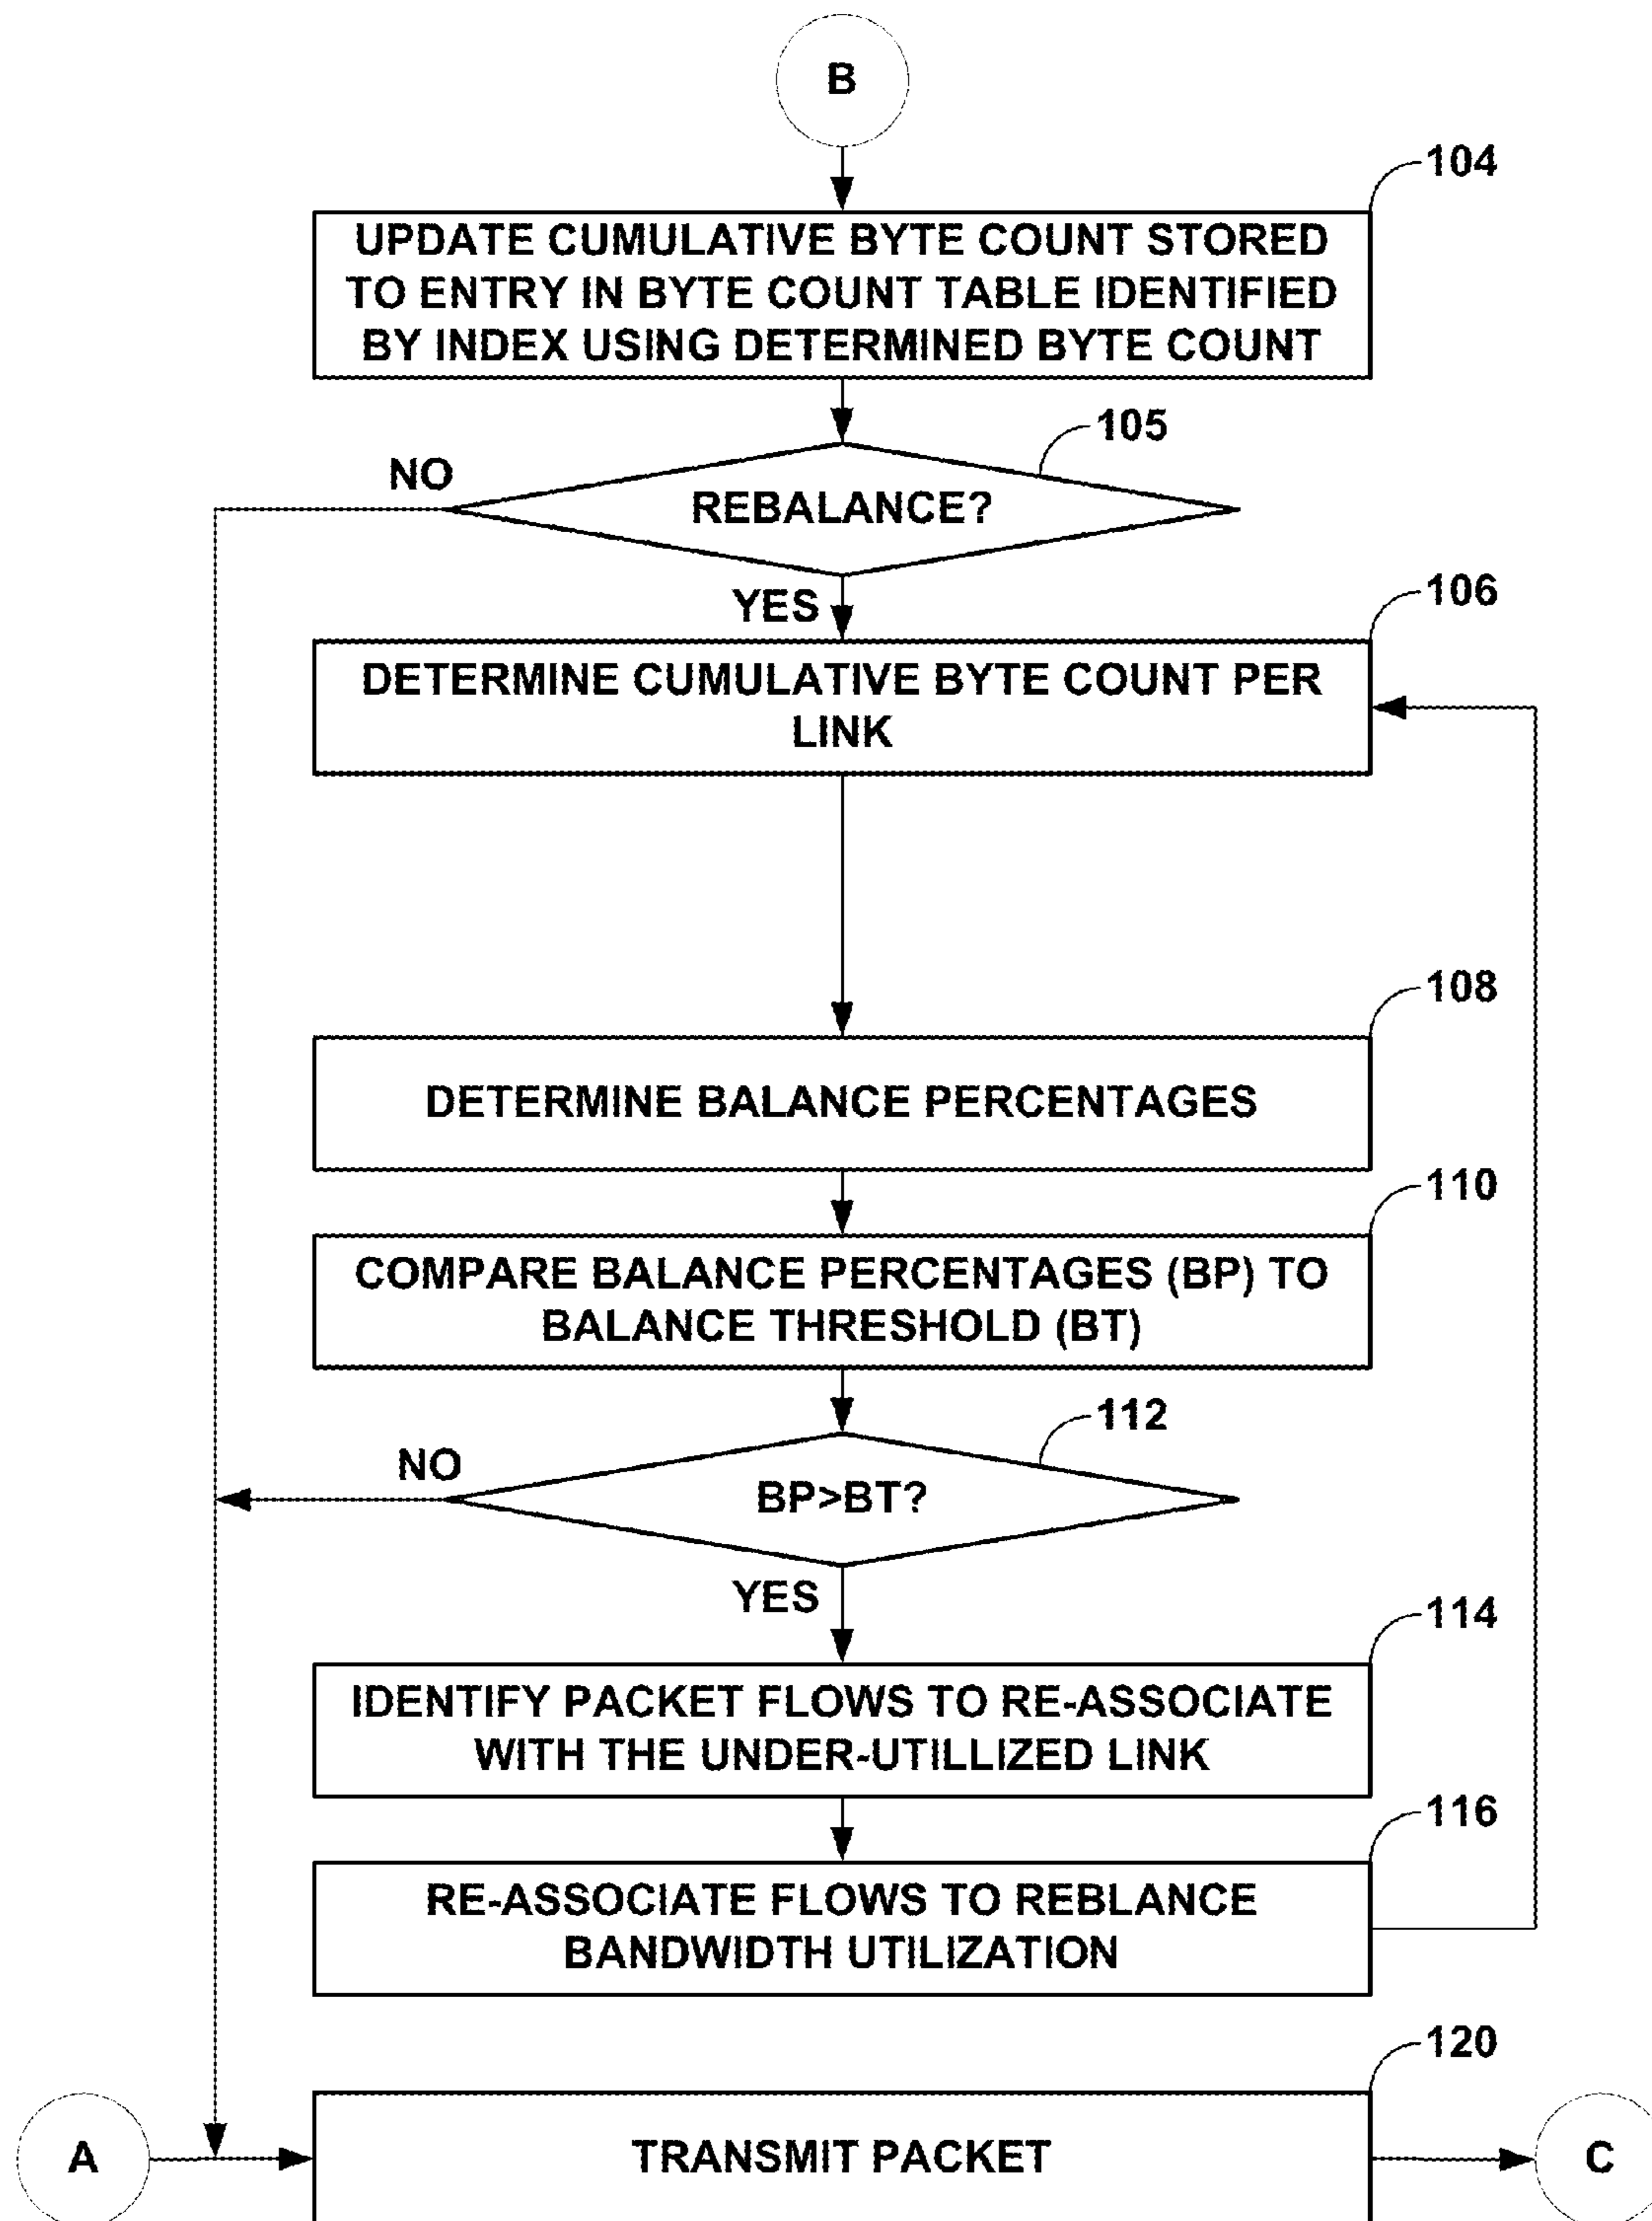 B
104
UPDATE CUMULATIVE BYTE COUNT STORED
TO ENTRY IN BYTE COUNT TABLE IDENTIFIED
BY INDEX USING DETERMINED BYTE COUNT
105
NO
REBALANCE?
YES
106
DETERMINE CUMULATIVE BYTE COUNT PER
LINK
108
DETERMINE BALANCE PERCENTAGES
110
COMPARE BALANCE PERCENTAGES (BP) TO
BALANCE THRESHOLD (BT)
112
NO
BP>BT?
YES
114
IDENTIFY PACKET FLOWS TO RE-ASSOCIATE
WITH THE UNDER-UTILLIZED LINK
116
RE-ASSOCIATE FLOWS TO REBLANCE
BANDWIDTH UTILIZATION
120
A
TRANSMIT PACKET
C